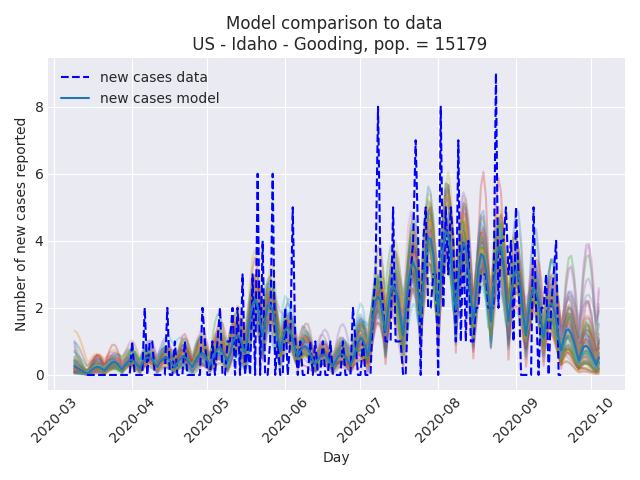 Model comparison to data
US - Idaho - Gooding, pop. = 15179
new cases data
new cases model
Number of new cases reported
8
6
4
2
0
2020-03
2020-04
2020-05
2020-06
2020-07
2020-08
2020-09
2020-10
Day